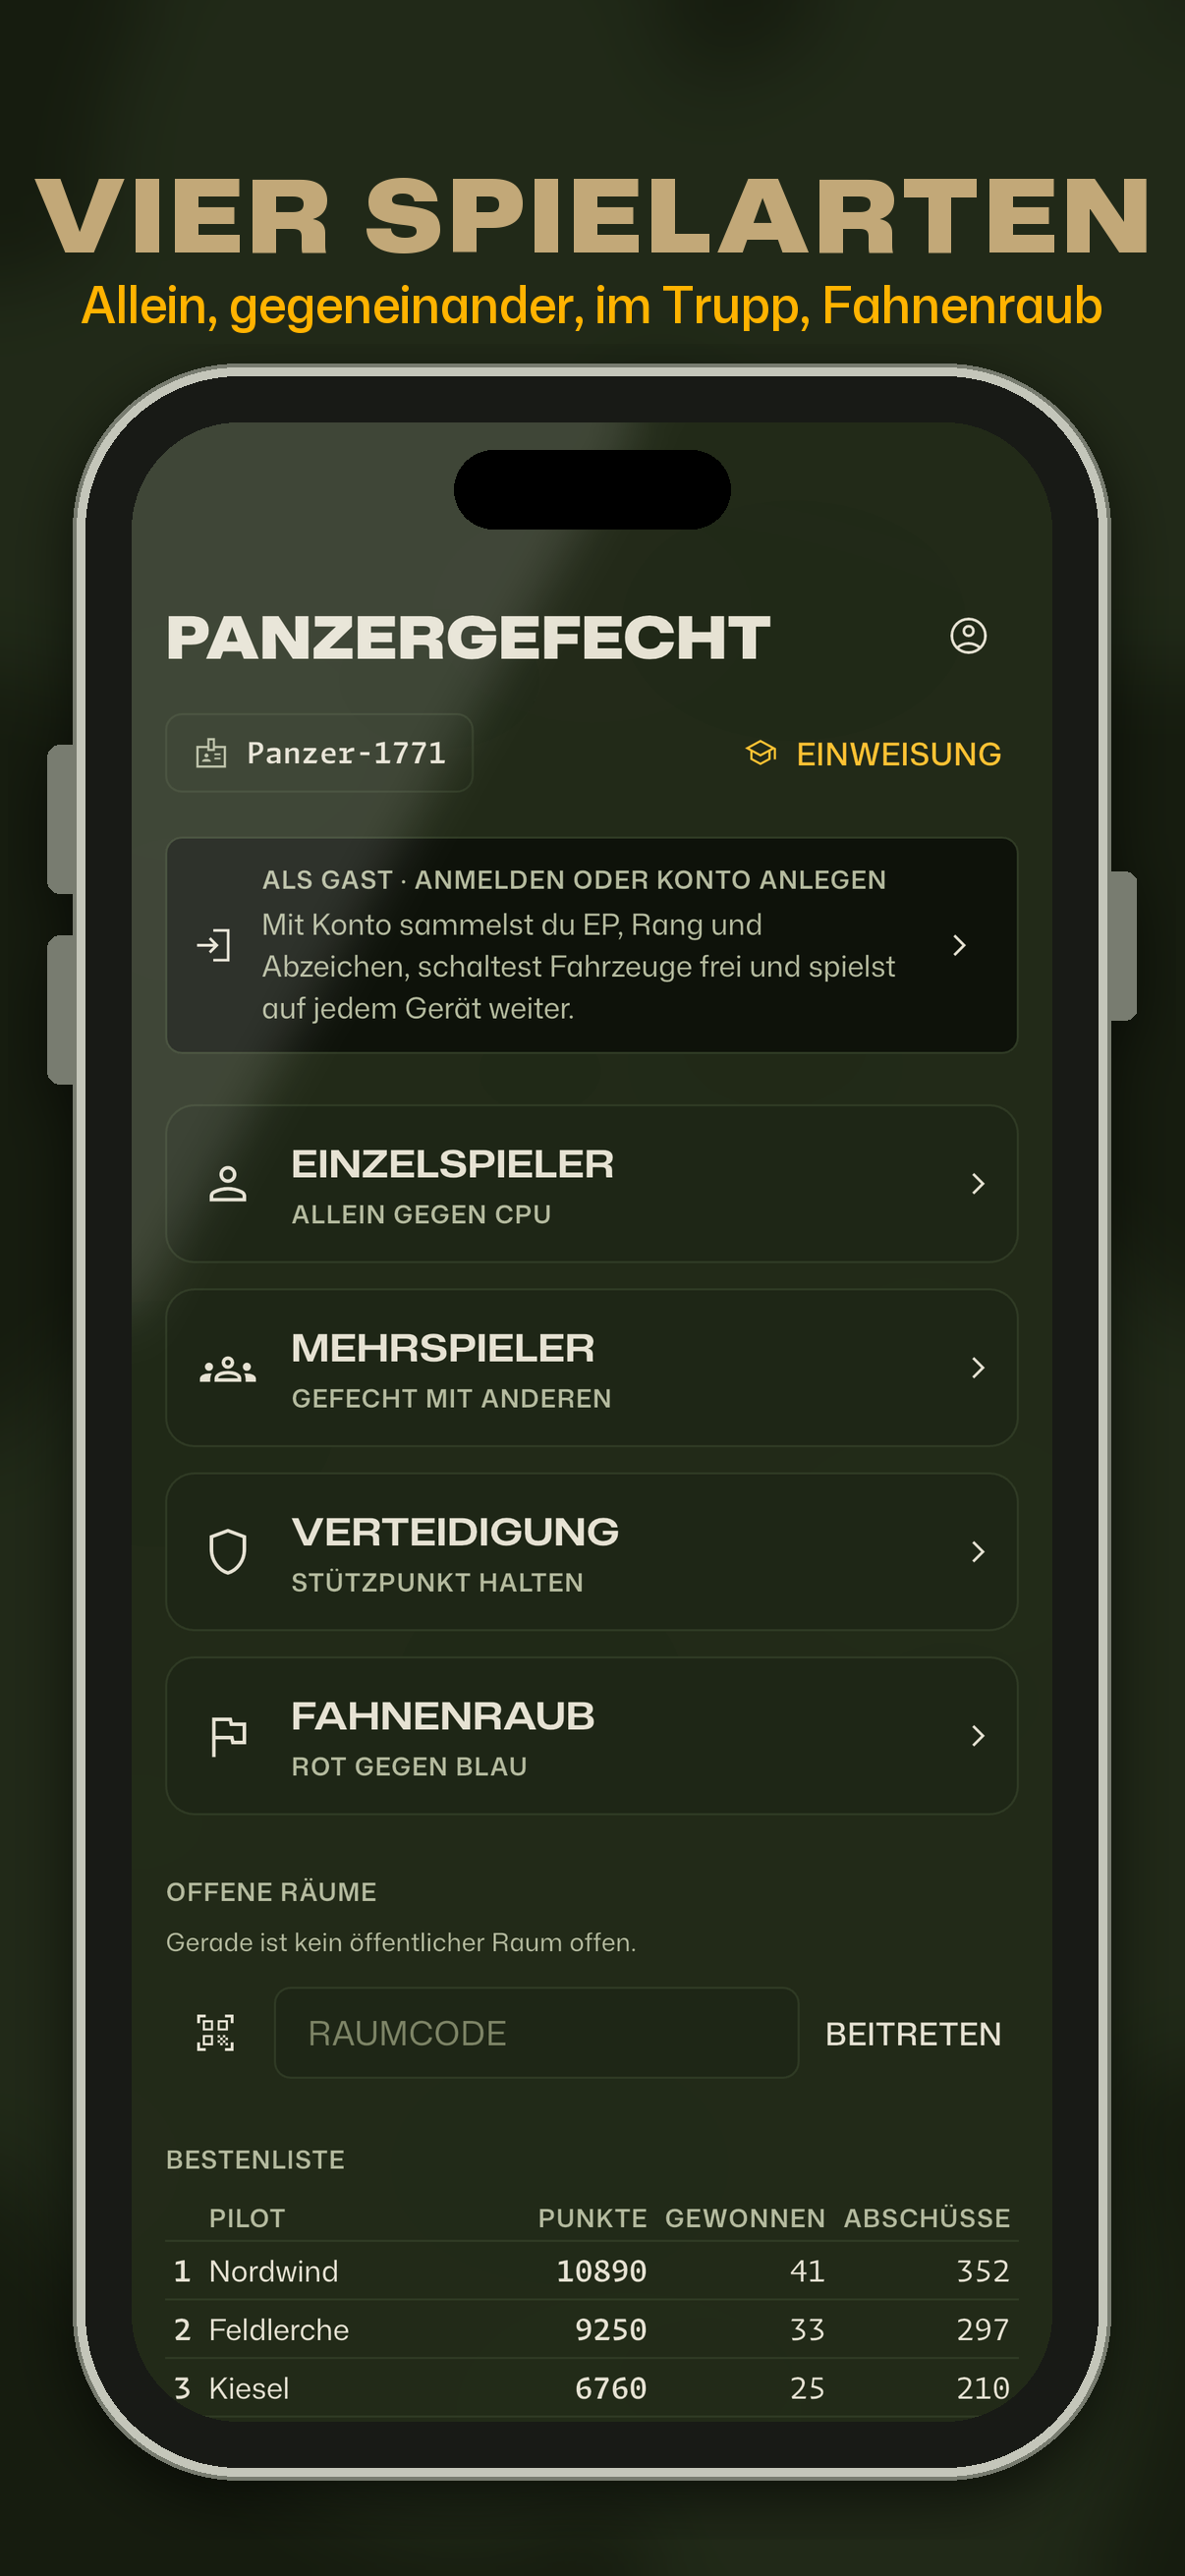 VIER SPIELARTEN
Allein, gegeneinander, im Trupp, Fahnenraub
PANZERGEFECHT
Panzer-1771
EINWEISUNG
ALS GAST · ANMELDEN ODER KONTO ANLEGEN
Mit Konto sammelst du EP, Rang und
Abzeichen, schaltest Fahrzeuge frei und spielst
auf jedem Gerät weiter.
EINZELSPIELER
ALLEIN GEGEN CPU
MEHRSPIELER
GEFECHT MIT ANDEREN
VERTEIDIGUNG
STÜTZPUNKT HALTEN
FAHNENRAUB
ROT GEGEN BLAU
OFFENE RÄUME
Gerade ist kein öffentlicher Raum offen.
RAUMCODE BEITRETEN
BESTENLISTE
PILOT PUNKTE GEWONNEN ABSCHÜSSE
1 Nordwind 10890 41 352
2 Feldlerche 9250 33 297
3 Kiesel 6760 25 210